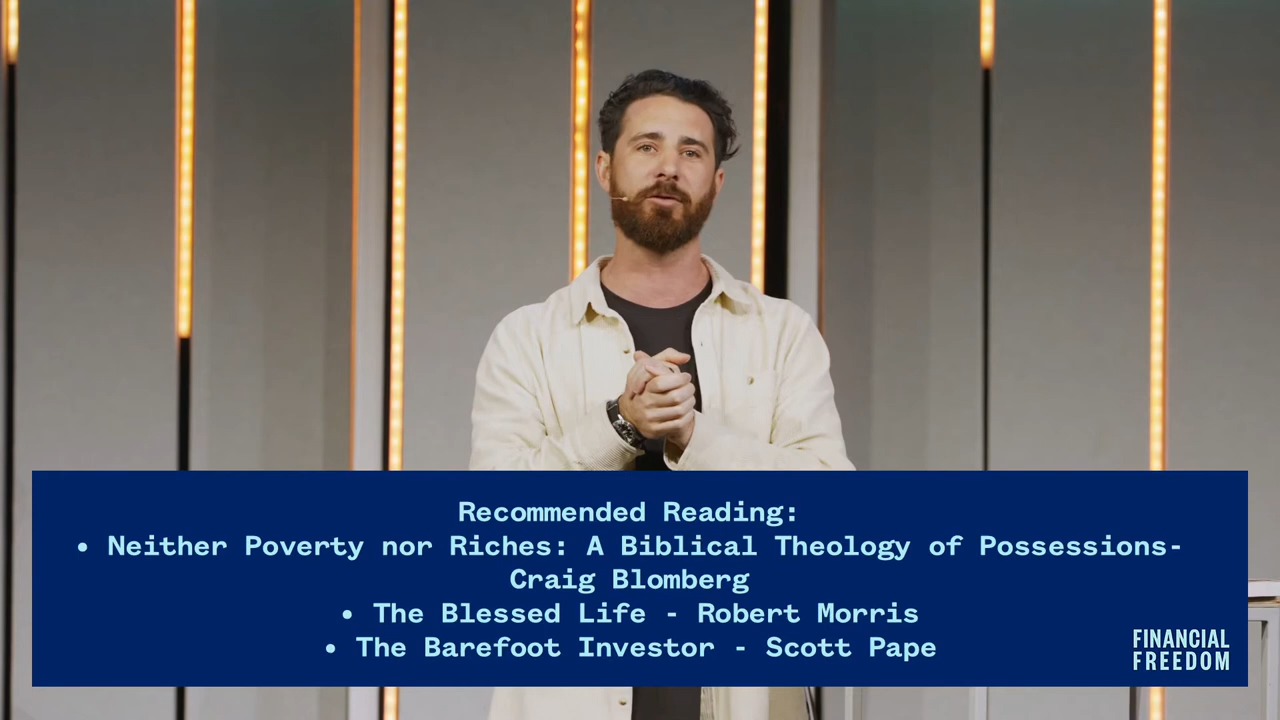 Recommended Reading:
• Neither Poverty nor Riches: A Biblical Theology of Possessions-
Craig Blomberg
• The Blessed Life - Robert Morris
• The Barefoot Investor - Scott Pape
FINANCIAL
FREEDOM